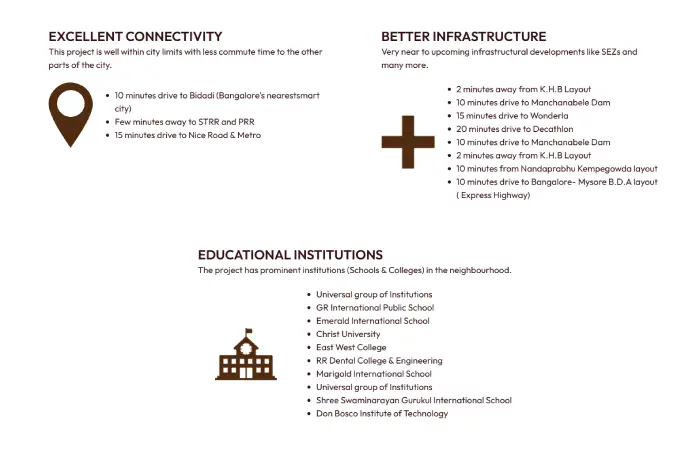 EXCELLENT CONNECTIVITY
This project is well within city limits with less commute time to the other
parts of the city.
• 10 minutes drive to Bidadi (Bangalore's nearestsmart
city)
• Few minutes away to STRR and PRR
• 15 minutes drive to Nice Road & Metro
BETTER INFRASTRUCTURE
Very near to upcoming infrastructural developments like SEZs and
many more.
• 2 minutes away from K.H.B Layout
• 10 minutes drive to Manchanabele Dam
• 15 minutes drive to Wonderla
• 20 minutes drive to Decathlon
• 10 minutes drive to Manchanabele Dam
• 2 minutes away from K.H.B Layout
• 10 minutes from Nandaprabhu Kempegowda layout
• 10 minutes drive to Bangalore- Mysore B.D.A layout
( Express Highway)
EDUCATIONAL INSTITUTIONS
The project has prominent institutions (Schools & Colleges) in the neighbourhood.
• Universal group of Institutions
• GR International Public School
• Emerald International School
• Christ University
• East West College
• RR Dental College & Engineering
• Marigold International School
• Universal group of Institutions
• Shree Swaminarayan Gurukul International School
• Don Bosco Institute of Technology